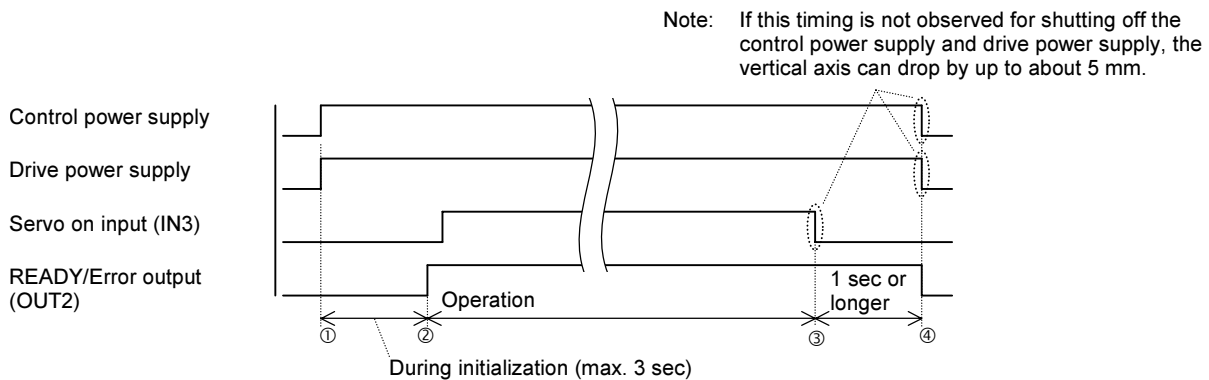 Note: If this timing is not observed for shutting off the
control power supply and drive power supply, the
vertical axis can drop by up to about 5 mm.
Control power supply
Drive power supply
Servo on input (IN3)
READY/Error output
(OUT2)
Operation
1 sec or
longer
① ② ③ ④
During initialization (max. 3 sec)